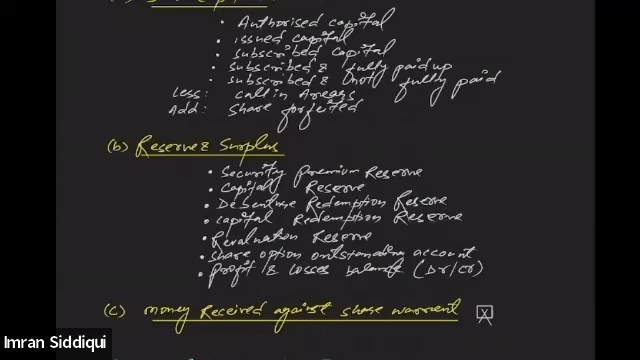 • Authorised capital
• issued capital
• subscribed capital
• subscribed & fully paid up
• subscribed & not fully paid
Less: call in Arears
Add: share forfeited
(b) Reserve & Surplus
• Security premium Reserve
• Capital Reserve
• Debenture Redemption Reserve
• capital Redemption Reserve
• Revaluation Reserve
• share option outstanding account
• profit & losses balance (Dr/Cr)
(c) money Received against share warrent
Imran Siddiqui